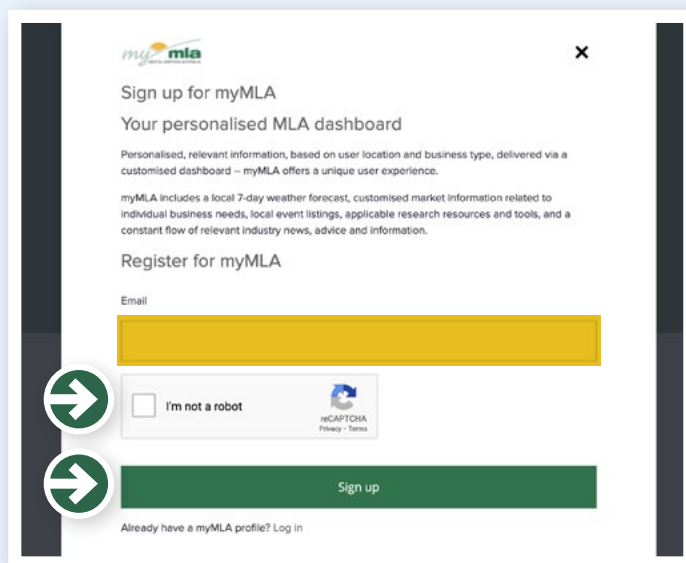 my mla
Sign up for myMLA
Your personalised MLA dashboard
Personalised, relevant information, based on user location and business type, delivered via a
customised dashboard – myMLA offers a unique user experience.
myMLA includes a local 7-day weather forecast, customised market information related to
individual business needs, local event listings, applicable research resources and tools, and a
constant flow of relevant industry news, advice and information.
Register for myMLA
Email
I'm not a robot
reCAPTCHA
Privacy - Terms
Sign up
Already have a myMLA profile? Log in